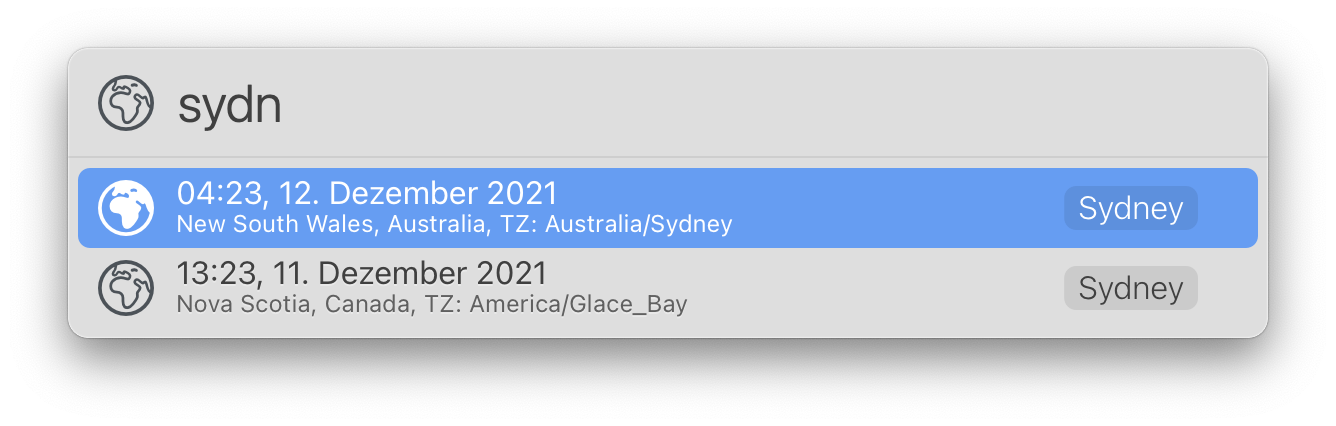 sydn
04:23, 12. Dezember 2021
New South Wales, Australia, TZ: Australia/Sydney
Sydney
13:23, 11. Dezember 2021
Nova Scotia, Canada, TZ: America/Glace_Bay
Sydney